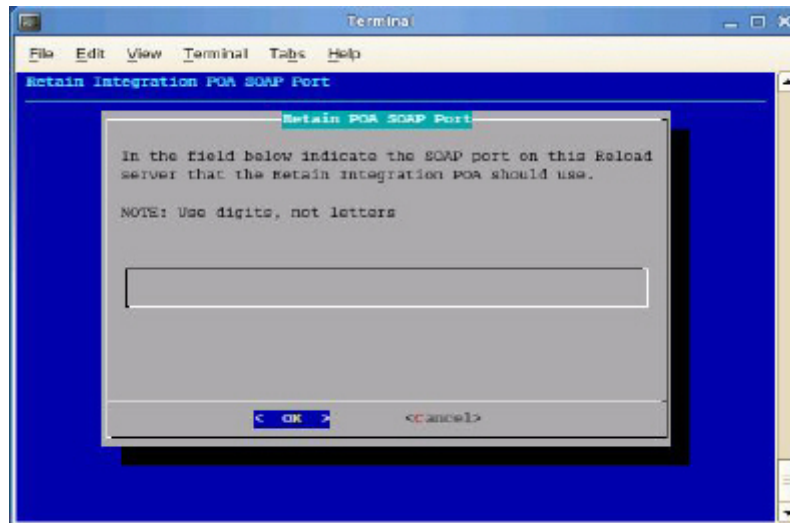 Terminal
File Edit View Terminal Tabs Help
Retain Integration POA SOAP Port
Retain POA SOAP Port
In the field below indicate the SOAP port on this Reload
server that the Retain Integration POA should use.
NOTE: Use digits, not letters
< OK > <Cancel>